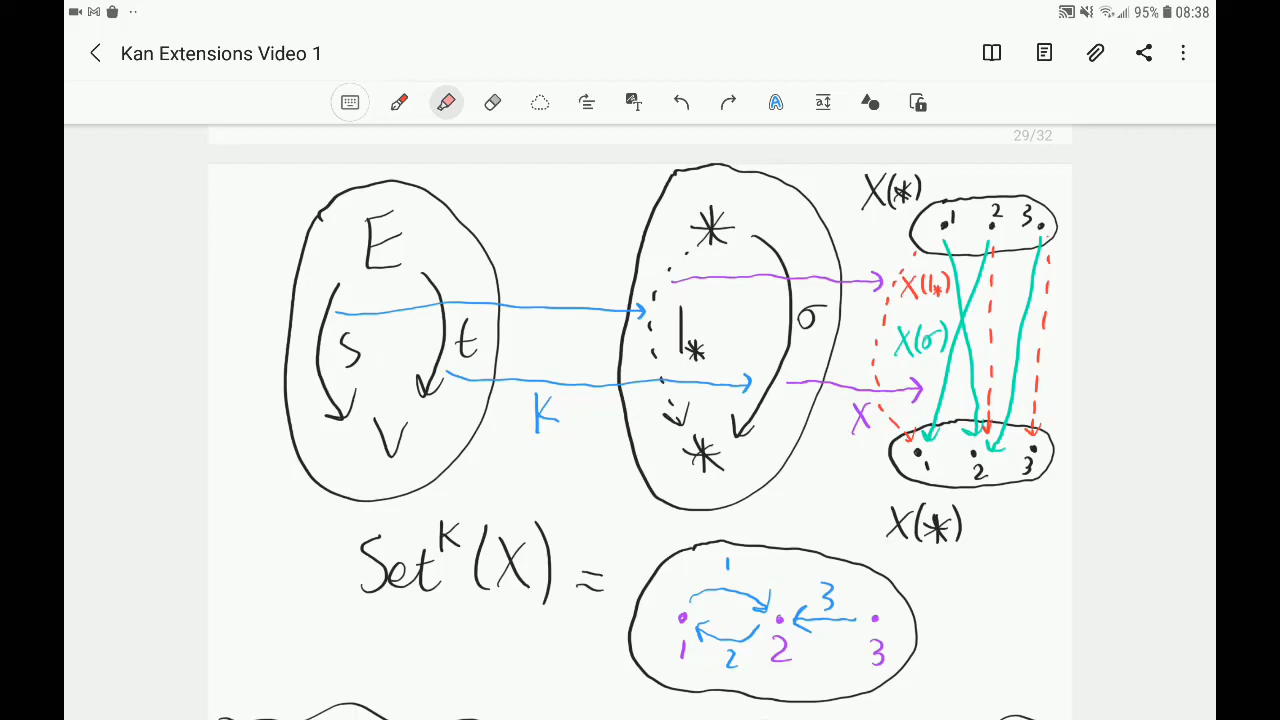 95% 08:38
Kan Extensions Video 1
29/32
E
s t
V
K
*
1* σ
*
X(*)
1 2 3
X(1*)
X(σ)
X
1 2 3
X(*)
Set^K(X) =
1 3
2
1 2 3